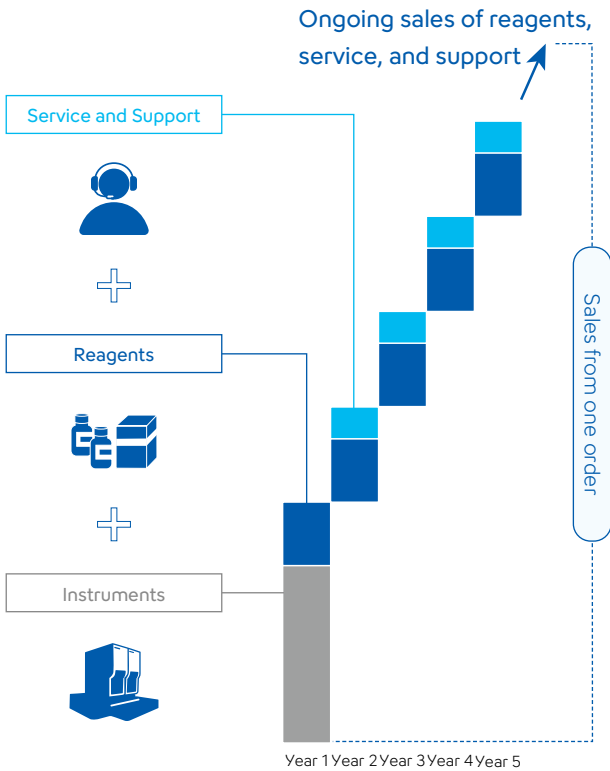 Ongoing sales of reagents,
service, and support
Service and Support
Reagents
Instruments
Sales from one order
Year 1 Year 2 Year 3 Year 4 Year 5